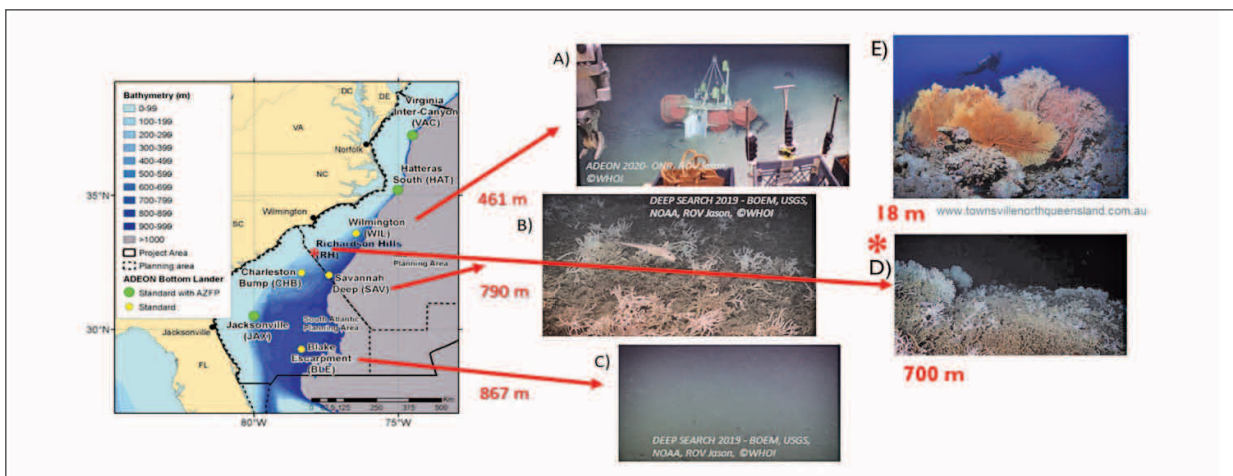 Bathymetry (m)
0-99
100-199
200-299
300-399
400-499
500-599
600-699
700-799
800-899
900-999
>1000
Project Area
Planning area
ADEON Bottom Lander
Standard with AZFP
Standard
DC
DE
VA
NC
SC
FL
Virginia
Inter-Canyon
(VAC)
Norfolk
Hatteras
South (HAT)
35°N
Wilmington
Wilmington
(WIL)
Richardson Hills
(RH)
Planning Area
Charleston
Bump (CHB)
Savannah
Deep (SAV)
30°N
Jacksonville
Jacksonville
(JAX)
South Atlantic
Planning Area
Blake
Escarpment
(BLE)
Km
125
250
375
500
80°W
75°W
461 m
790 m
867 m
A)
ADEON 2020- ONR, ROV Jason,
©WHOI
B)
DEEP SEARCH 2019 - BOEM, USGS,
NOAA, ROV Jason, ©WHOI
C)
DEEP SEARCH 2019 - BOEM, USGS,
NOAA, ROV Jason, ©WHOI
E)
18 m www.townsvillenorthqueensland.com.au
*
D)
700 m